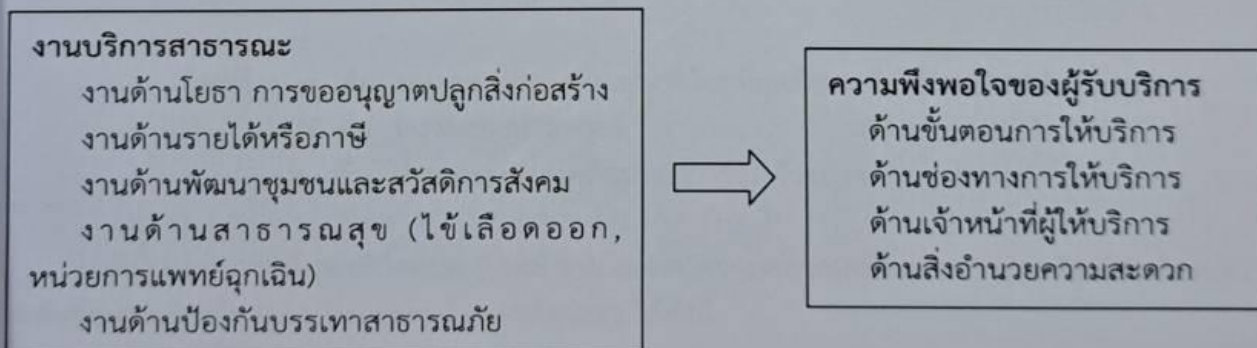 งานบริการสาธารณะ
งานด้านโยธา การขออนุญาตปลูกสิ่งก่อสร้าง
งานด้านรายได้หรือภาษี
งานด้านพัฒนาชุมชนและสวัสดิการสังคม
งานด้านสาธารณสุข (ไข้เลือดออก,
หน่วยการแพทย์ฉุกเฉิน)
งานด้านป้องกันบรรเทาสาธารณภัย
ความพึงพอใจของผู้รับบริการ
ด้านขั้นตอนการให้บริการ
ด้านช่องทางการให้บริการ
ด้านเจ้าหน้าที่ผู้ให้บริการ
ด้านสิ่งอำนวยความสะดวก